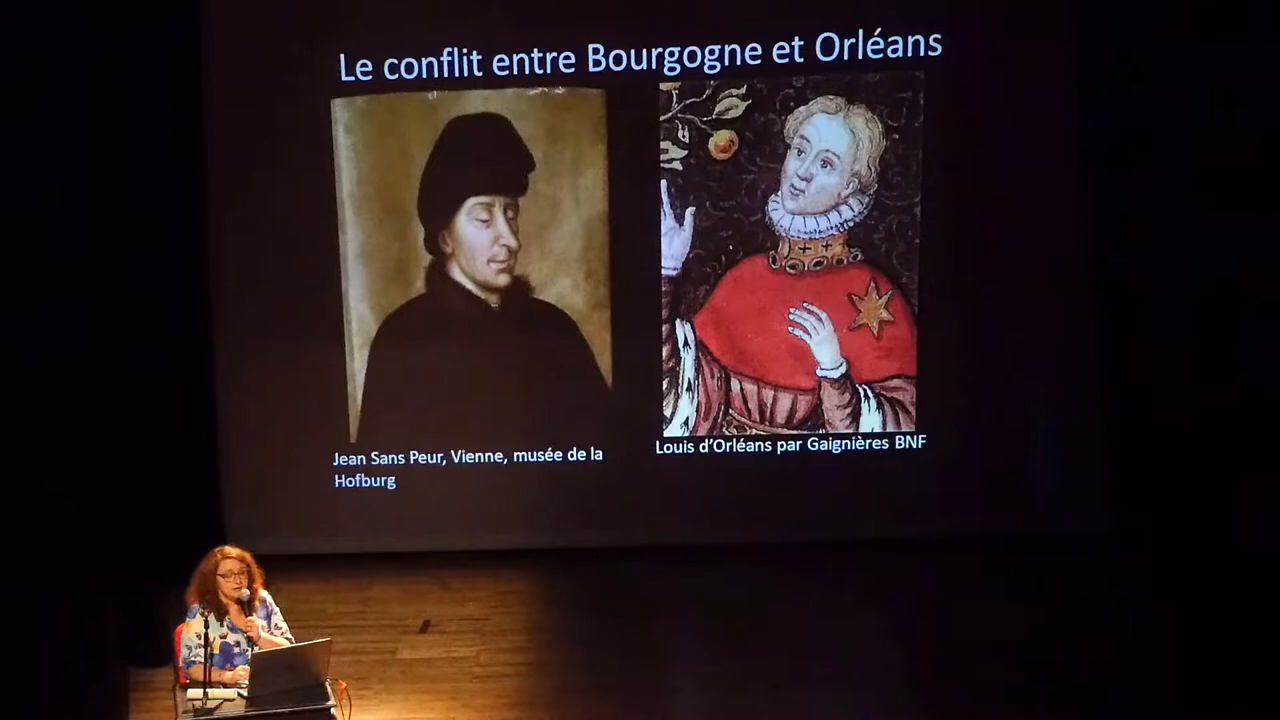 Le conflit entre Bourgogne et Orléans
Jean Sans Peur, Vienne, musée de la
Hofburg
Louis d'Orléans par Gaignières BNF